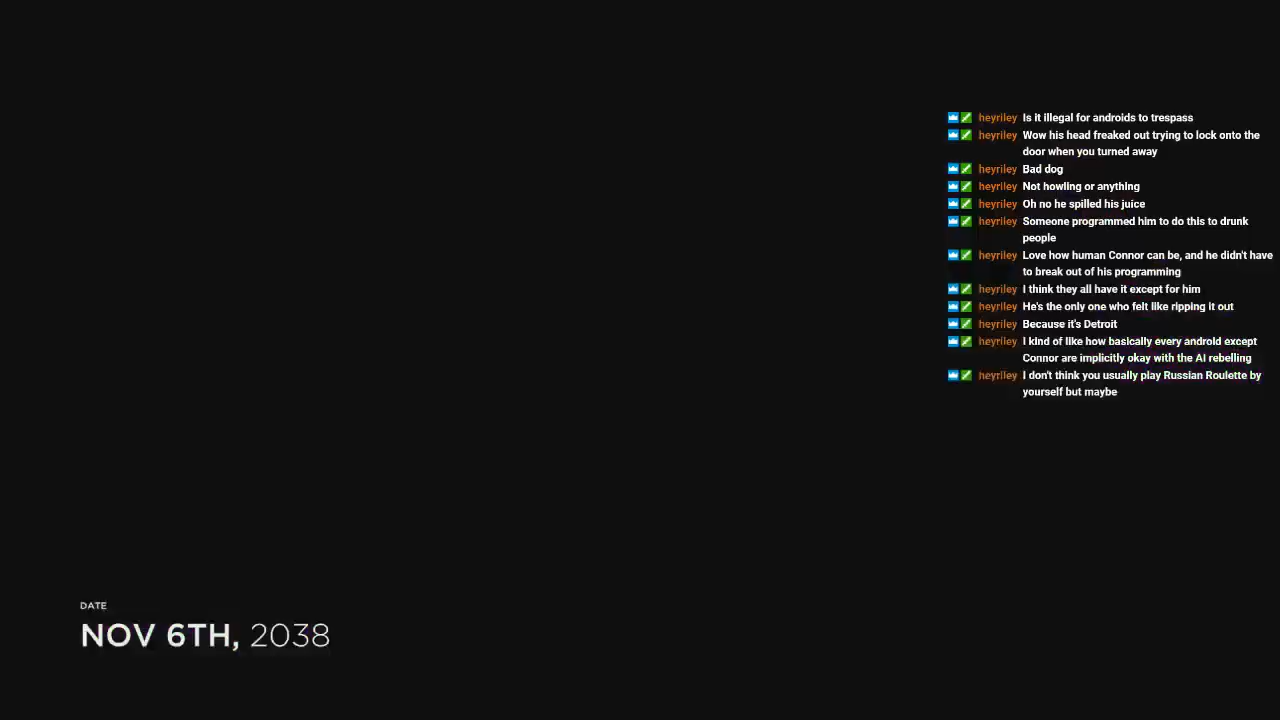 heyriley Is it illegal for androids to trespass
heyriley Wow his head freaked out trying to lock onto the
door when you turned away
heyriley Bad dog
heyriley Not howling or anything
heyriley Oh no he spilled his juice
heyriley Someone programmed him to do this to drunk
people
heyriley Love how human Connor can be, and he didn't have
to break out of his programming
heyriley I think they all have it except for him
heyriley He's the only one who felt like ripping it out
heyriley Because it's Detroit
heyriley I kind of like how basically every android except
Connor are implicitly okay with the AI rebelling
heyriley I don't think you usually play Russian Roulette by
yourself but maybe
DATE
NOV 6TH, 2038